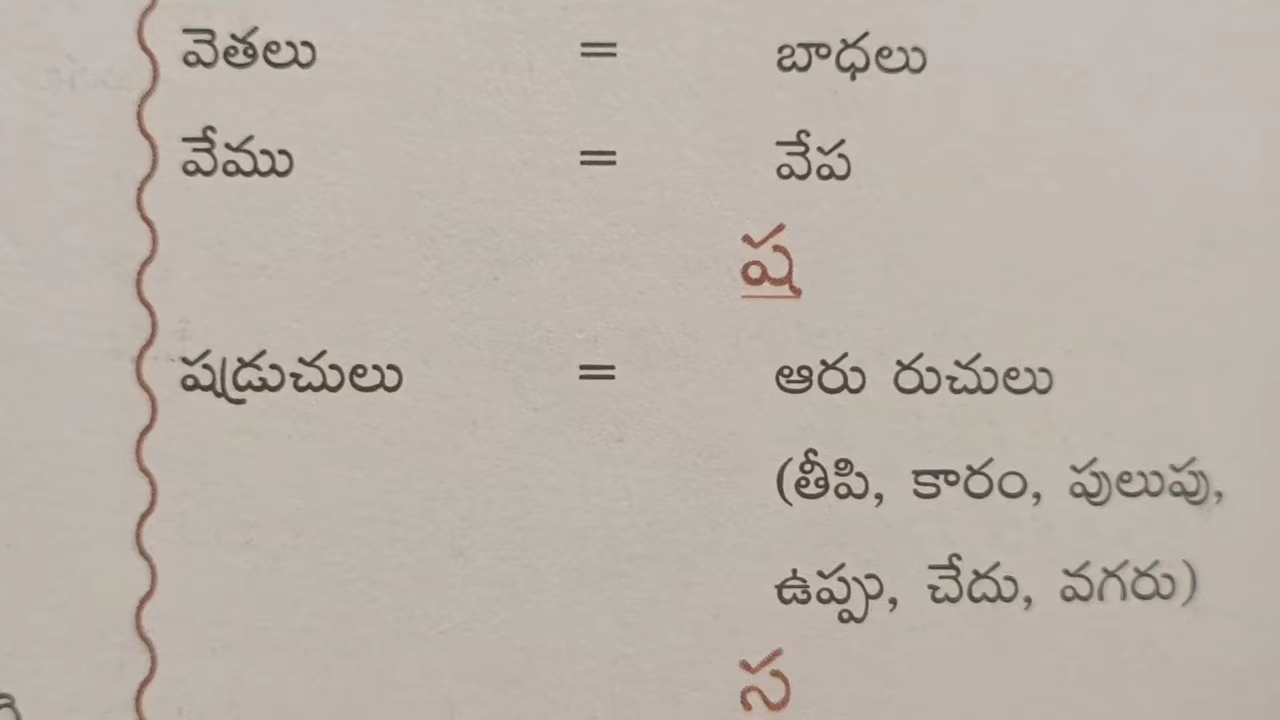 వెతలు = బాధలు
వేము = వేప
ష
షడ్రుచులు = ఆరు రుచులు
(తీపి, కారం, పులుపు,
ఉప్పు, చేదు, వగరు)
స